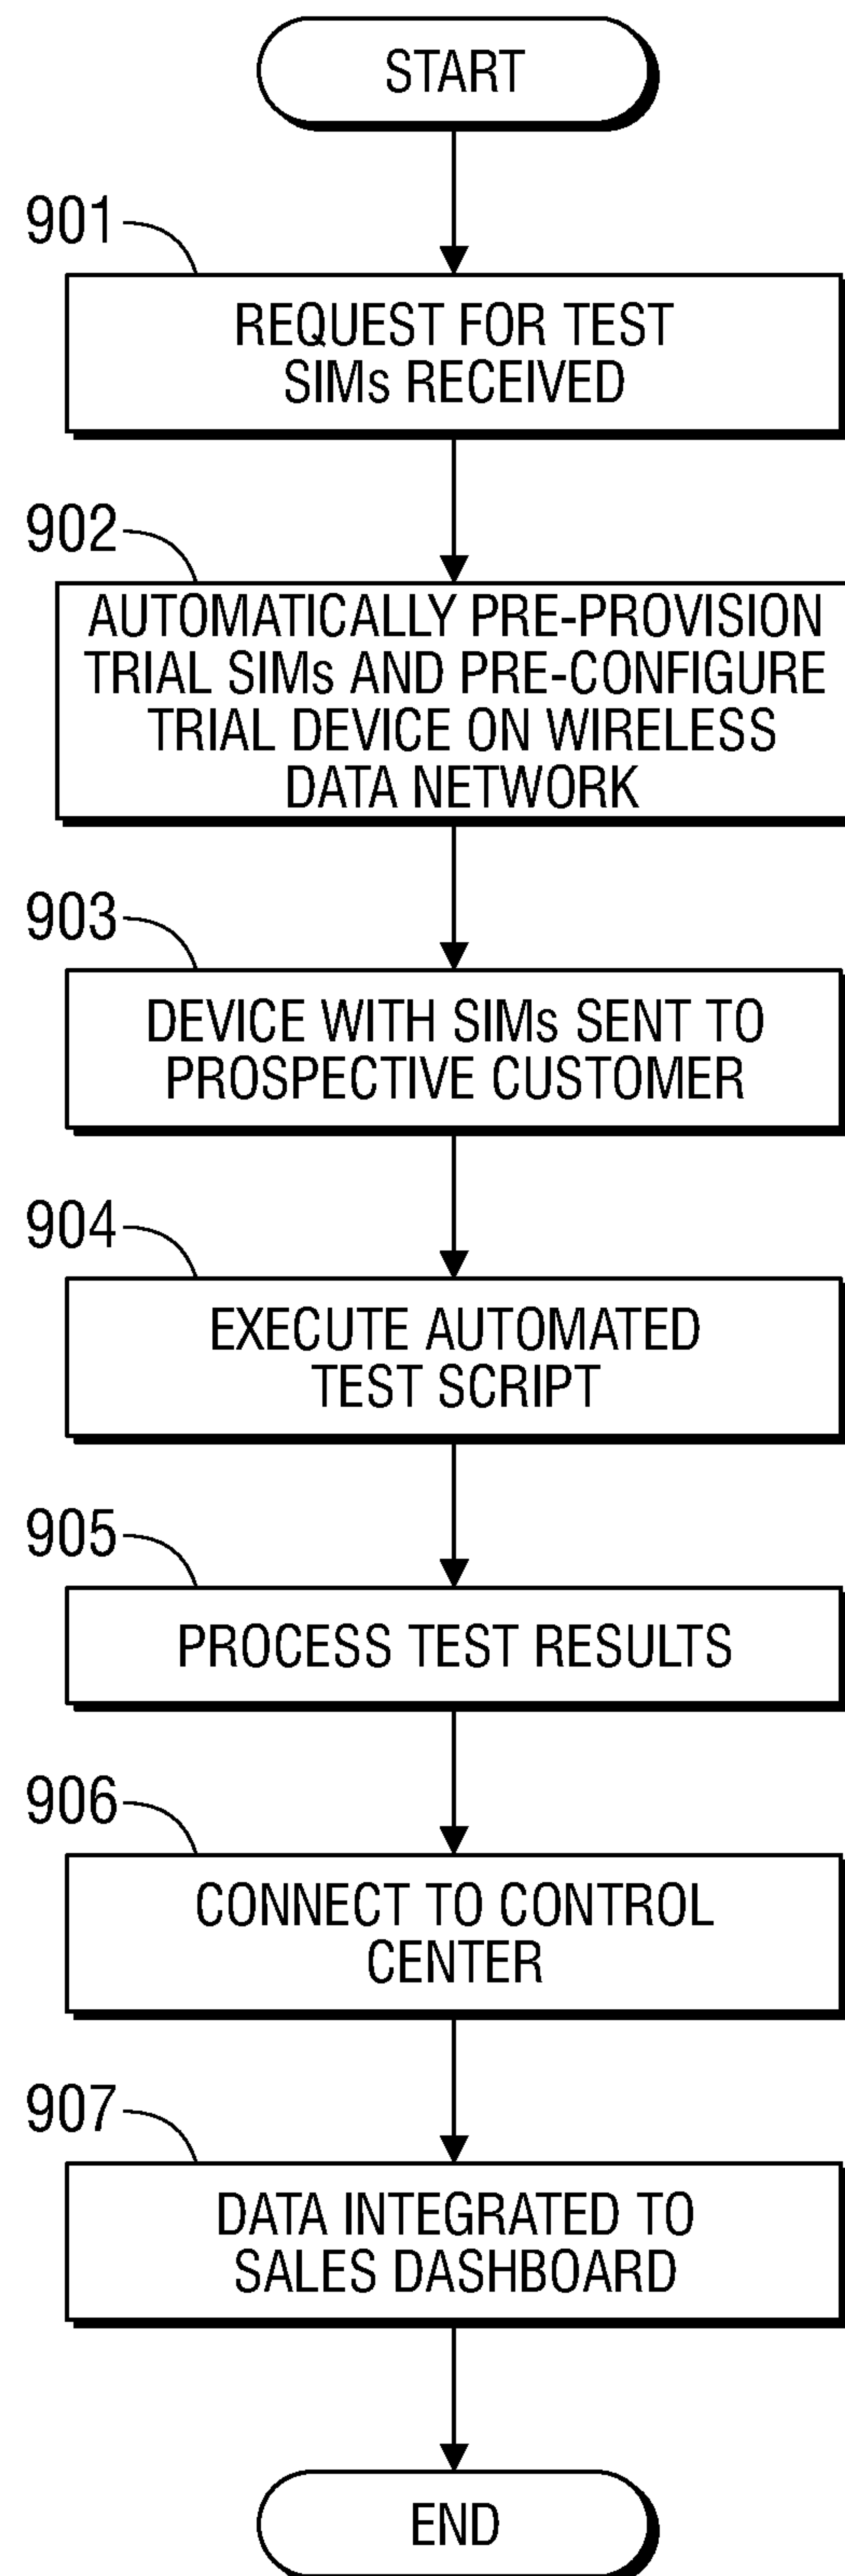 START
901
REQUEST FOR TEST
SIMs RECEIVED
902
AUTOMATICALLY PRE-PROVISION
TRIAL SIMs AND PRE-CONFIGURE
TRIAL DEVICE ON WIRELESS
DATA NETWORK
903
DEVICE WITH SIMs SENT TO
PROSPECTIVE CUSTOMER
904
EXECUTE AUTOMATED
TEST SCRIPT
905
PROCESS TEST RESULTS
906
CONNECT TO CONTROL
CENTER
907
DATA INTEGRATED TO
SALES DASHBOARD
END